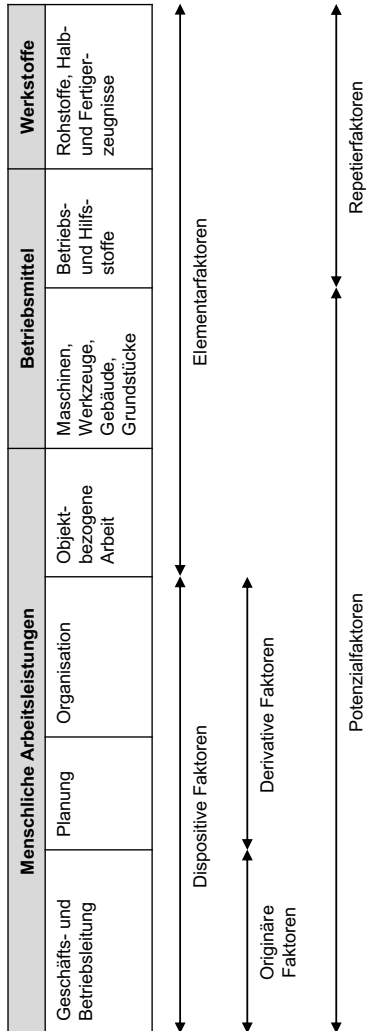 Menschliche Arbeitsleistungen
Betriebsmittel
Werkstoffe
Geschäfts- und
Betriebsleitung
Planung
Organisation
Objekt-
bezogene
Arbeit
Maschinen,
Werkzeuge,
Gebäude,
Grundstücke
Betriebs-
und Hilfs-
stoffe
Rohstoffe, Halb-
und Fertiger-
zeugnisse
Dispositive Faktoren
Elementarfaktoren
Originäre
Faktoren
Derivative Faktoren
Potenzialfaktoren
Repetierfaktoren